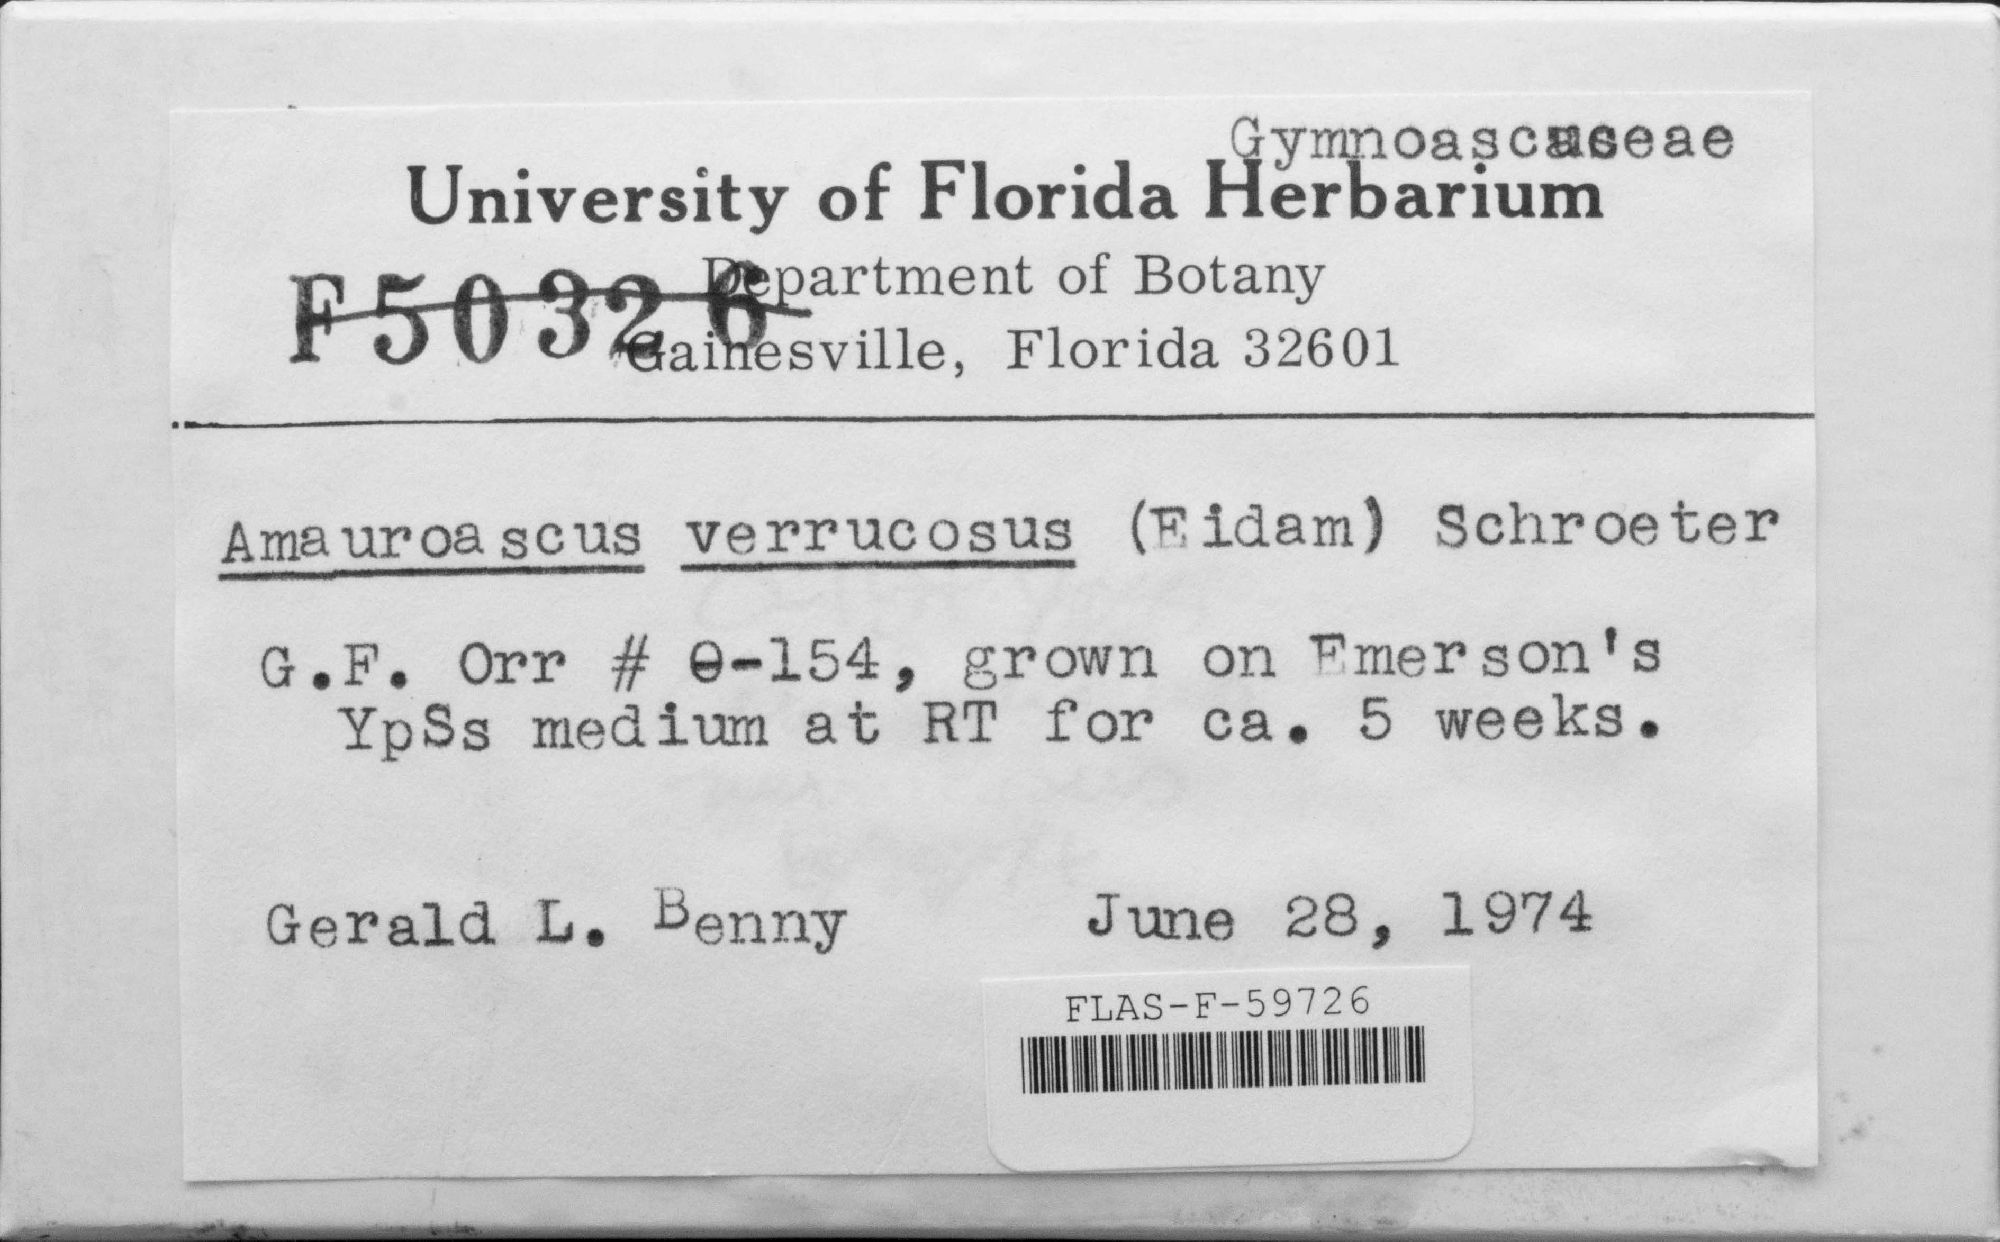 Gymnoascaceae
University of Florida Herbarium
Department of Botany
F50326
Gainesville, Florida 32601
Amauroascus verrucosus (Eidam) Schroeter
G.F. Orr # O-154, grown on Emerson's
YpSs medium at RT for ca. 5 weeks.
Gerald L. Benny June 28, 1974
FLAS-F-59726